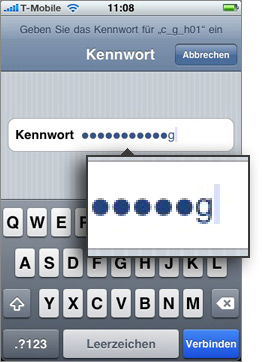 T-Mobile 11:08
Geben Sie das Kennwort für „c_g_h01“ ein
Kennwort Abbrechen
Kennwort ●●●●●●●●●●●g
●●●●●g
Q W E R
A S D F G H J K L
Y X C V B N M
.?123 Leerzeichen Verbinden